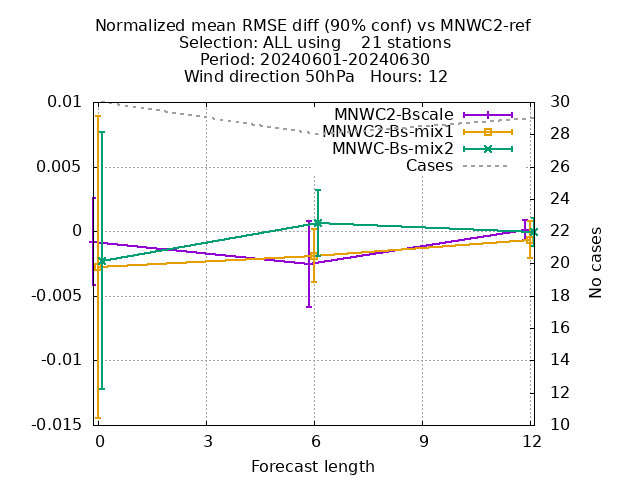 Normalized mean RMSE diff (90% conf) vs MNWC2-ref
Selection: ALL using    21 stations
Period: 20240601-20240630
Wind direction 50hPa   Hours: 12
MNWC2-Bscale
MNWC2-Bs-mix1
MNWC-Bs-mix2
Cases
0.01
0.005
0
-0.005
-0.01
-0.015
30
28
26
24
22
20
18
16
14
12
10
No cases
0 3 6 9 12
Forecast length